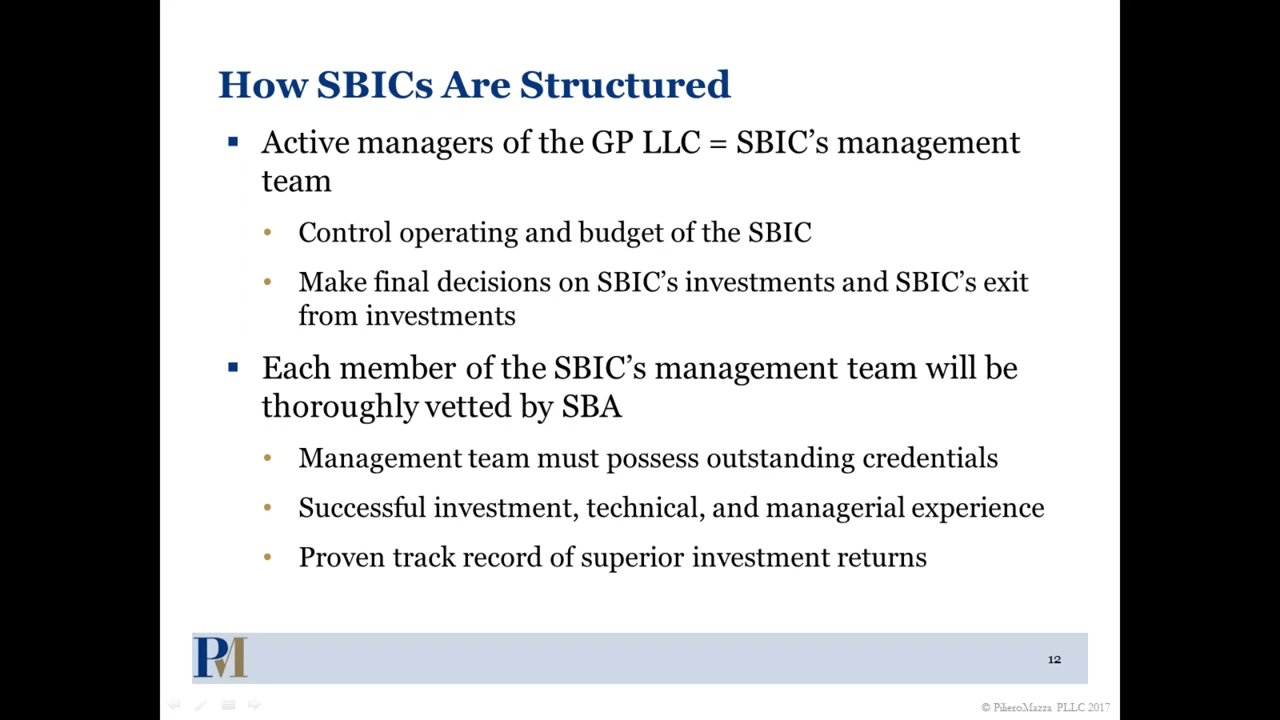 How SBICs Are Structured
▪ Active managers of the GP LLC = SBIC’s management
team
• Control operating and budget of the SBIC
• Make final decisions on SBIC’s investments and SBIC’s exit
from investments
▪ Each member of the SBIC’s management team will be
thoroughly vetted by SBA
• Management team must possess outstanding credentials
• Successful investment, technical, and managerial experience
• Proven track record of superior investment returns
PM
12
© PilieroMazza PLLC 2017